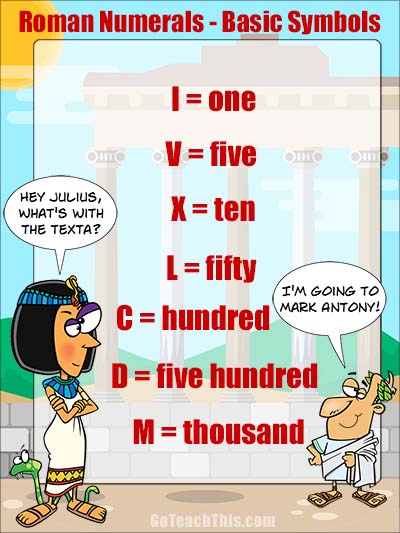 Roman Numerals - Basic Symbols
I = one
V = five
X = ten
L = fifty
C = hundred
D = five hundred
M = thousand
HEY JULIUS,
WHAT'S WITH
THE TEXTA?
I'M GOING TO
MARK ANTONY!
GoTeachThis.com